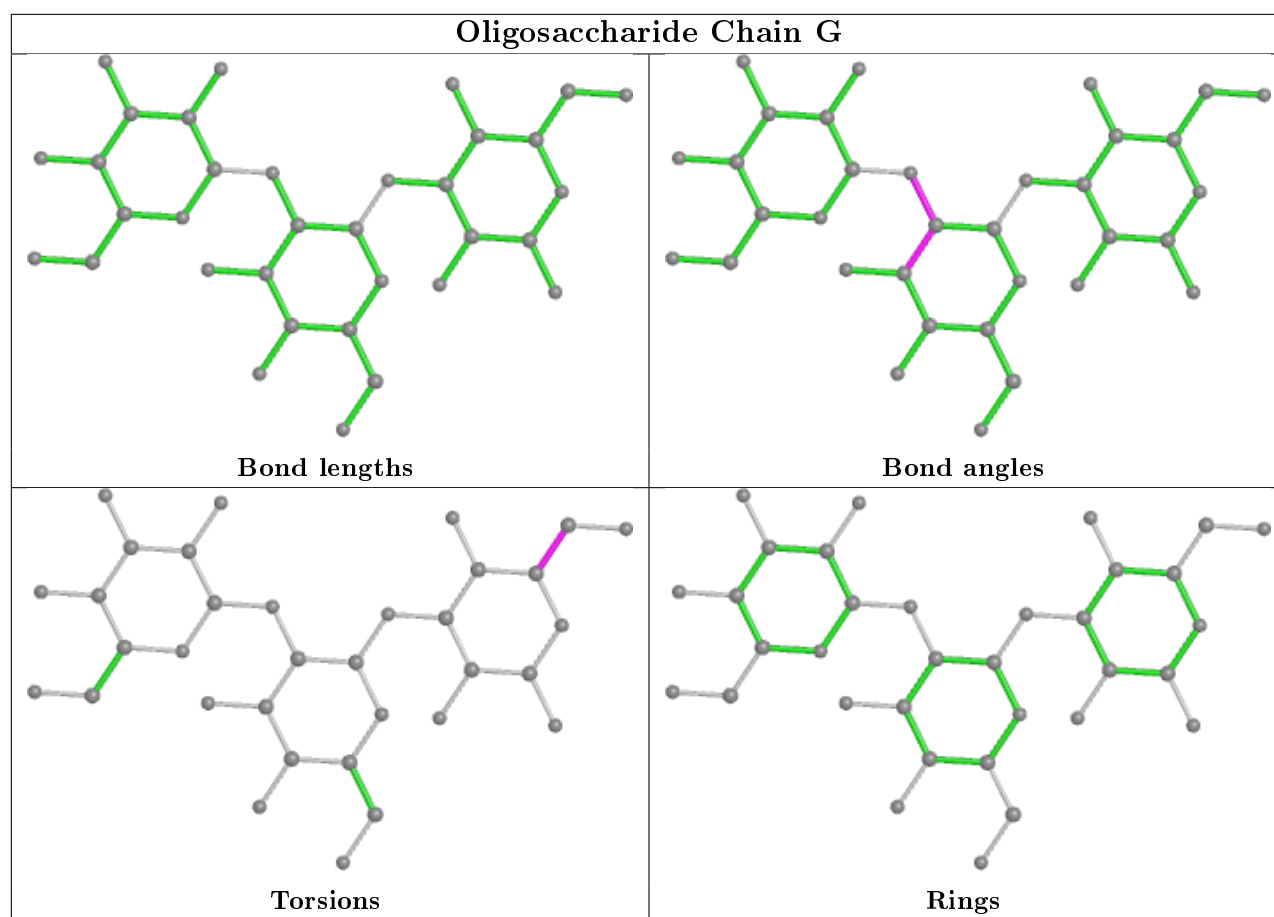 Oligosaccharide Chain G
Bond lengths
Bond angles
Torsions
Rings